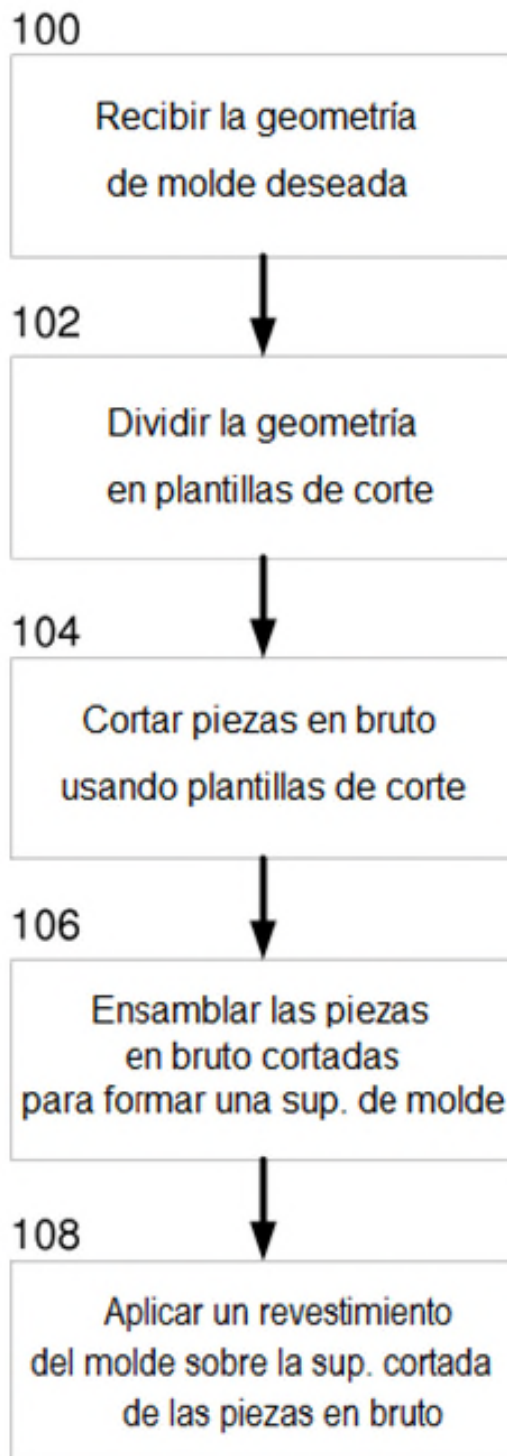 100
Recibir la geometría
de molde deseada
102
Dividir la geometría
en plantillas de corte
104
Cortar piezas en bruto
usando plantillas de corte
106
Ensamblar las piezas
en bruto cortadas
para formar una sup. de molde
108
Aplicar un revestimiento
del molde sobre la sup. cortada
de las piezas en bruto